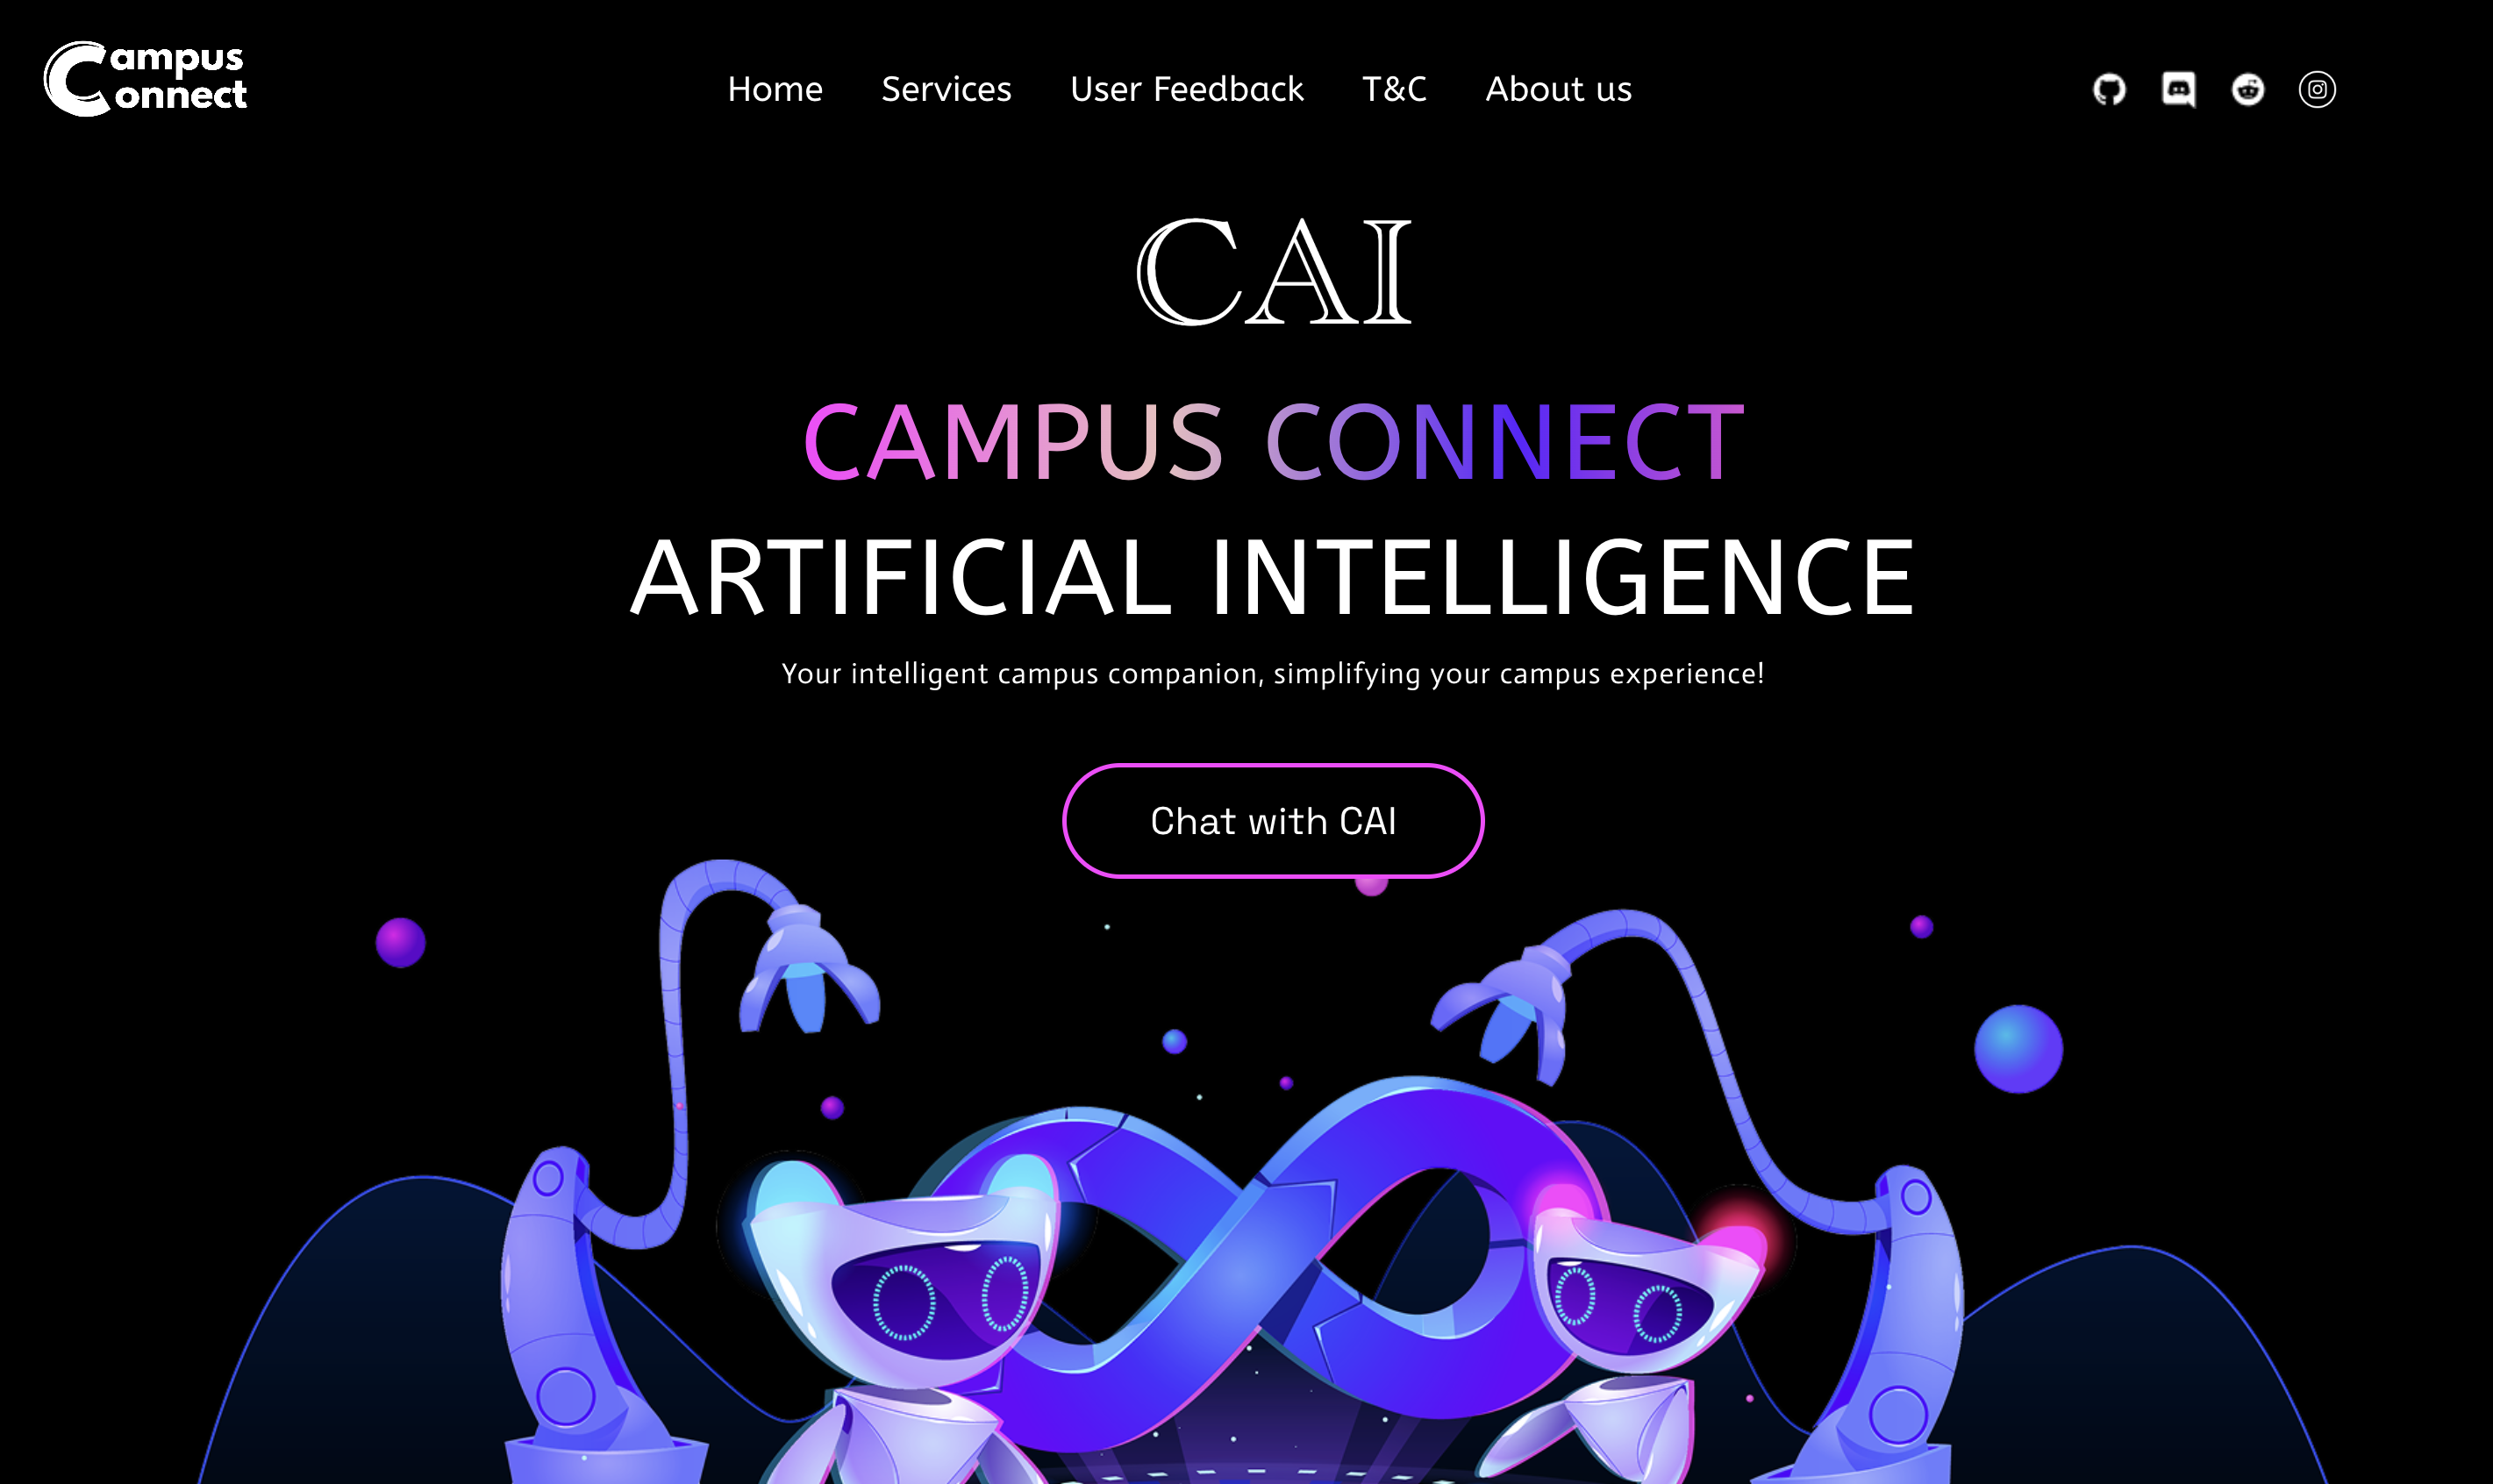 Campus
Connect
Home Services User Feedback T&C About us
CAI
CAMPUS CONNECT
ARTIFICIAL INTELLIGENCE
Your intelligent campus companion, simplifying your campus experience!
Chat with CAI